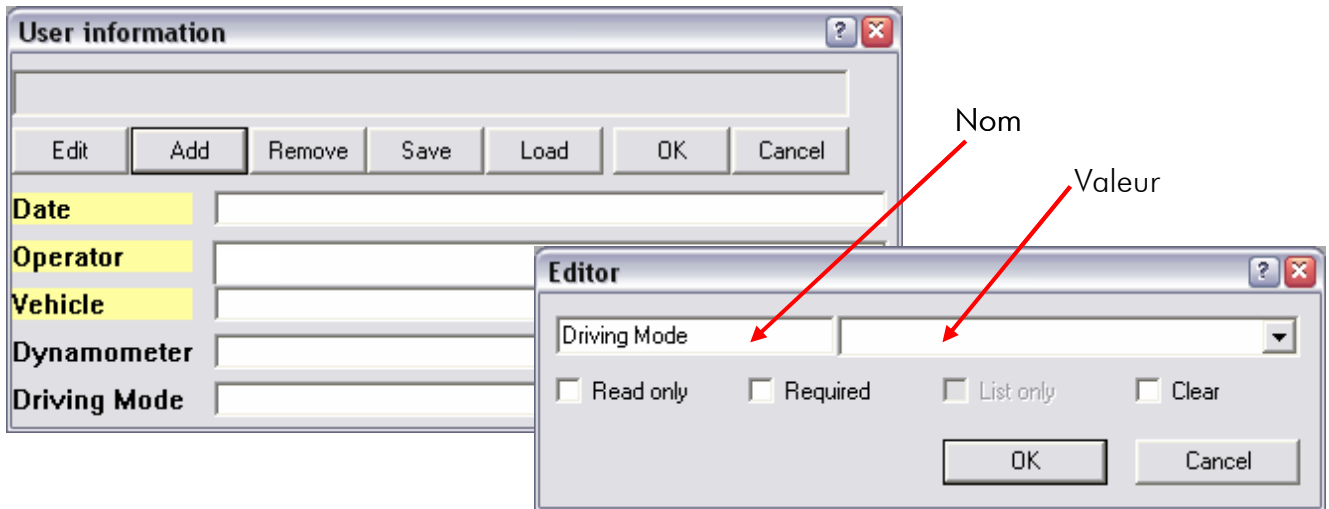 User information
Edit Add Remove Save Load OK Cancel
Nom
Valeur
Date
Operator
Vehicle
Dynamometer
Driving Mode
Editor
Driving Mode
Read only Required List only Clear
OK Cancel